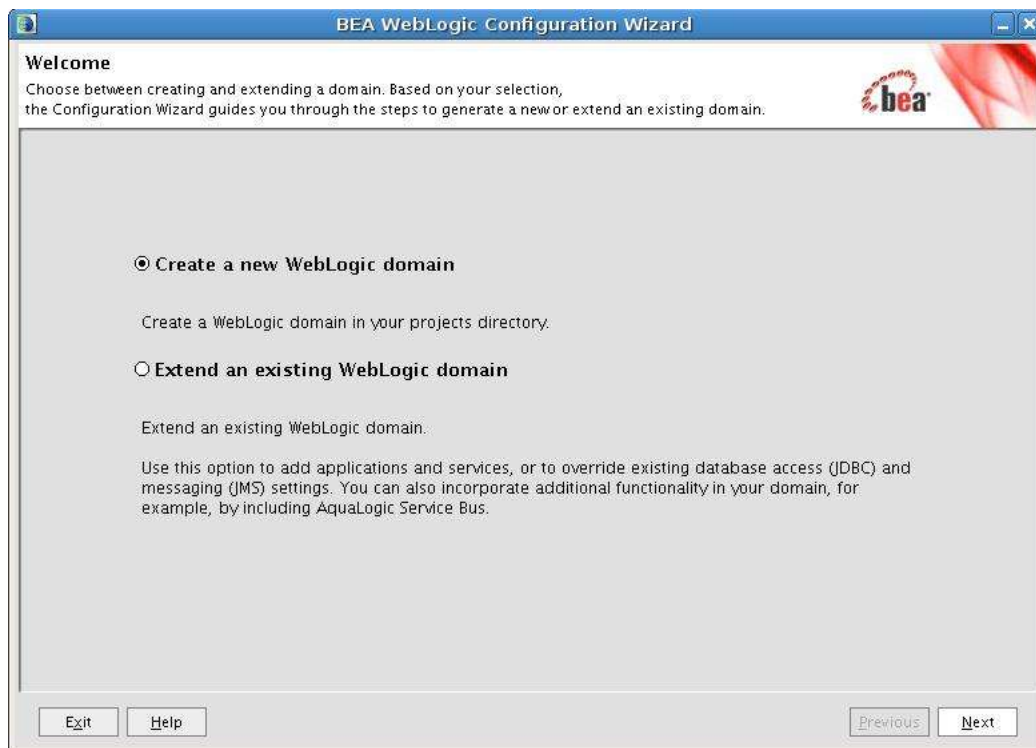 BEA WebLogic Configuration Wizard
Welcome
Choose between creating and extending a domain. Based on your selection,
the Configuration Wizard guides you through the steps to generate a new or extend an existing domain.
bea
Create a new WebLogic domain
Create a WebLogic domain in your projects directory.
Extend an existing WebLogic domain
Extend an existing WebLogic domain.
Use this option to add applications and services, or to override existing database access (JDBC) and
messaging (JMS) settings. You can also incorporate additional functionality in your domain, for
example, by including AquaLogic Service Bus.
Exit Help Previous Next